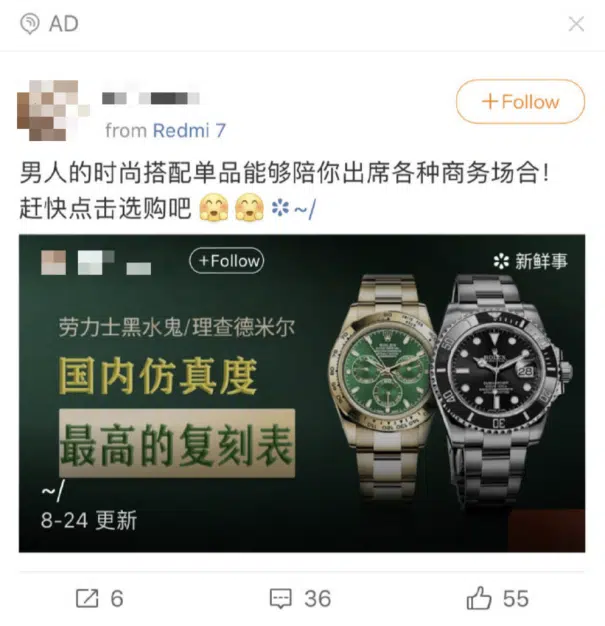 AD
+Follow
from Redmi 7
男人的时尚搭配单品能够陪你出席各种商务场合!
赶快点击选购吧 ~/
+Follow
新鲜事
劳力士黑水鬼/理查德米尔
国内仿真度
最高的复刻表
~/
8-24 更新
ROLEX
ROLEX
28
6
36
55